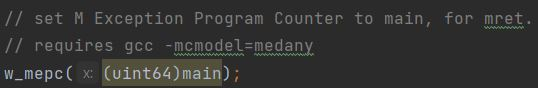 // set M Exception Program Counter to main, for mret.
// requires gcc -mcmodel=medany
w_mepc( x: (uint64)main);